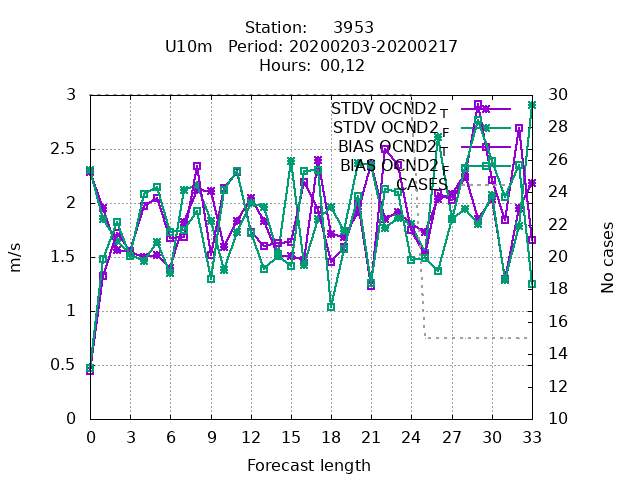 Station: 3953
U10m Period: 20200203-20200217
Hours: 00,12
STDV OCND2_T
STDV OCND2_F
BIAS OCND2_T
BIAS OCND2_F
CASES
3
2.5
2
1.5
1
0.5
0
m/s
30
28
26
24
22
20
18
16
14
12
10
No cases
0 3 6 9 12 15 18 21 24 27 30 33
Forecast length